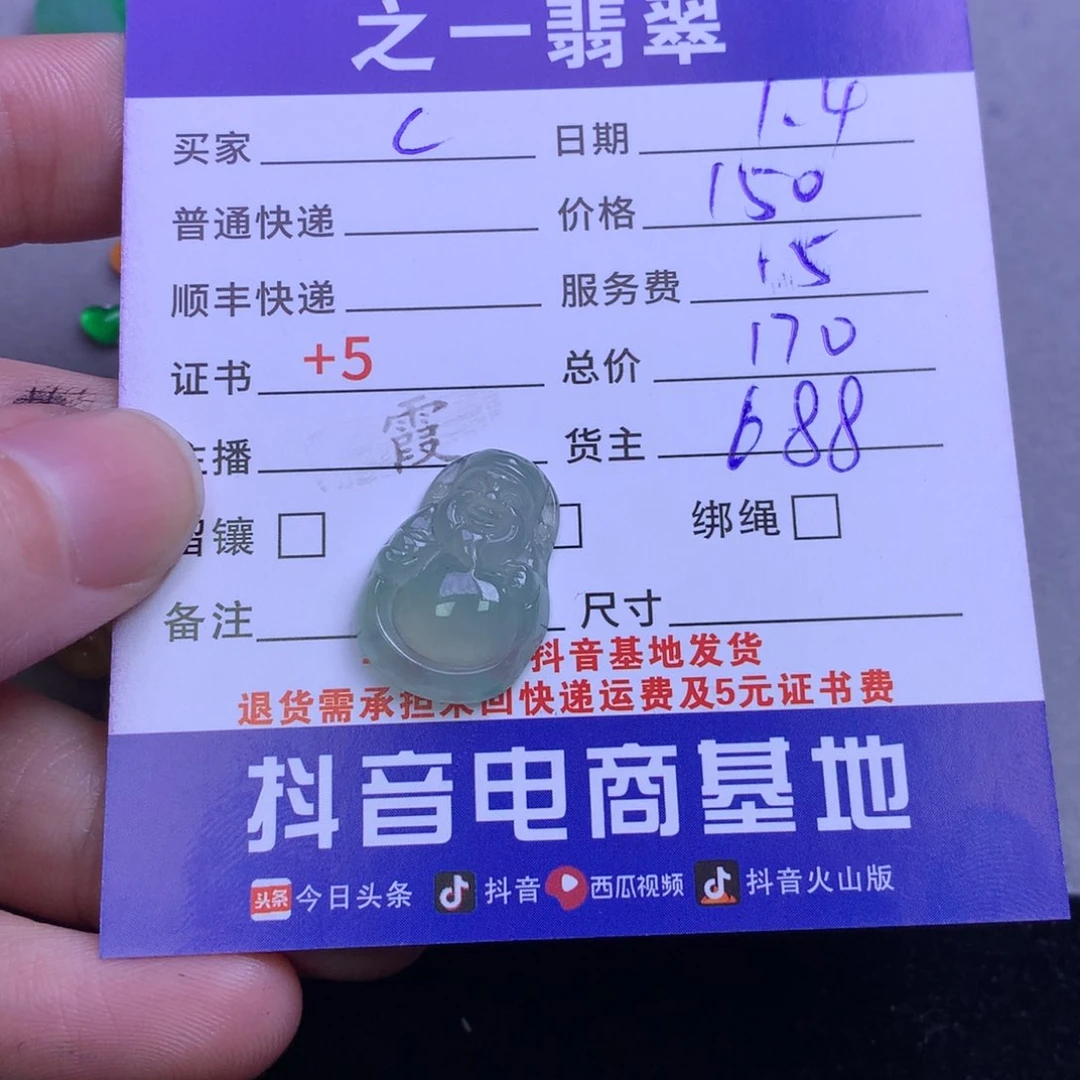 之一翡翠
买家 C 日期 1.4
普通快递 价格 150
顺丰快递 服务费 15
证书 +5 总价 170
主播 霞 货主 688
留镶 绑绳
备注 尺寸
抖音基地发货
退货需承担来回快递运费及5元证书费
抖音电商基地
头条 今日头条 抖音 西瓜视频 抖音火山版